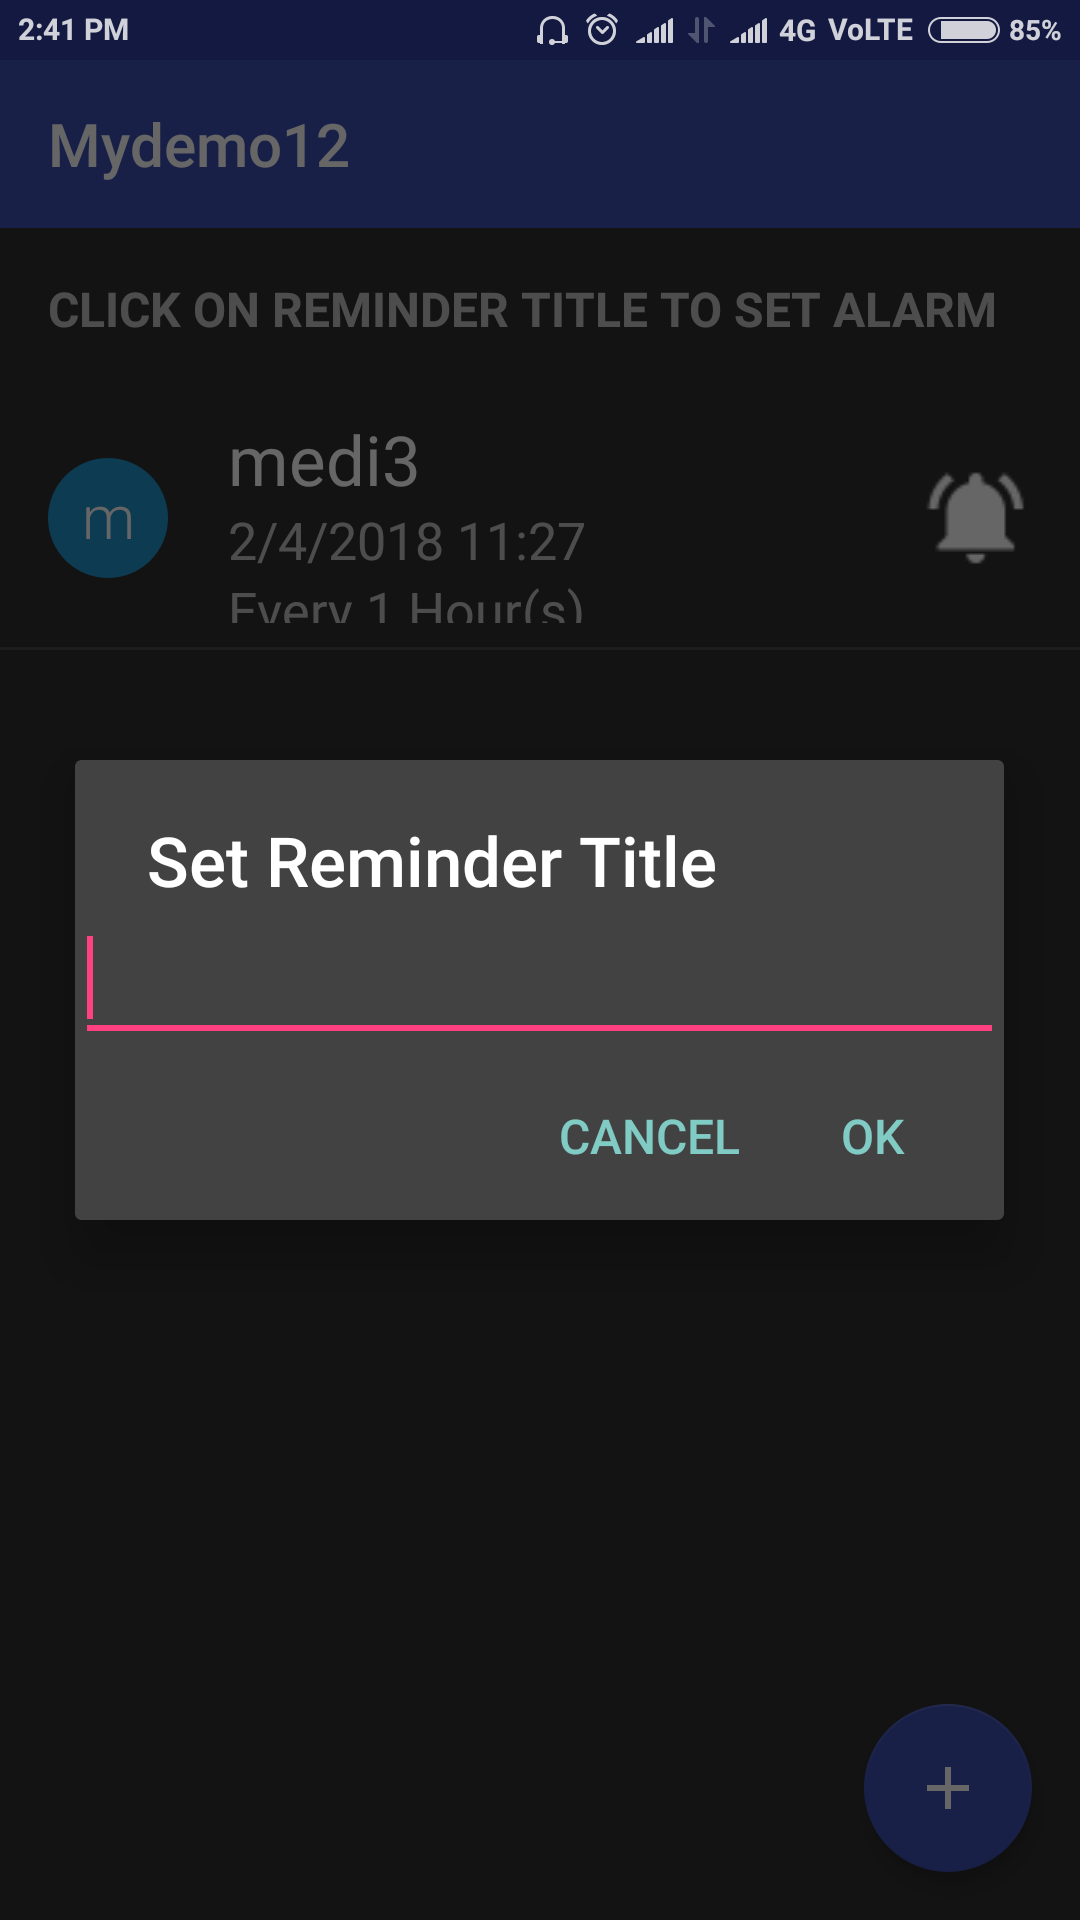 2:41 PM 4G VoLTE 85%
Mydemo12
CLICK ON REMINDER TITLE TO SET ALARM
m
medi3
2/4/2018 11:27
Every 1 Hour(s)
Set Reminder Title
CANCEL OK
+